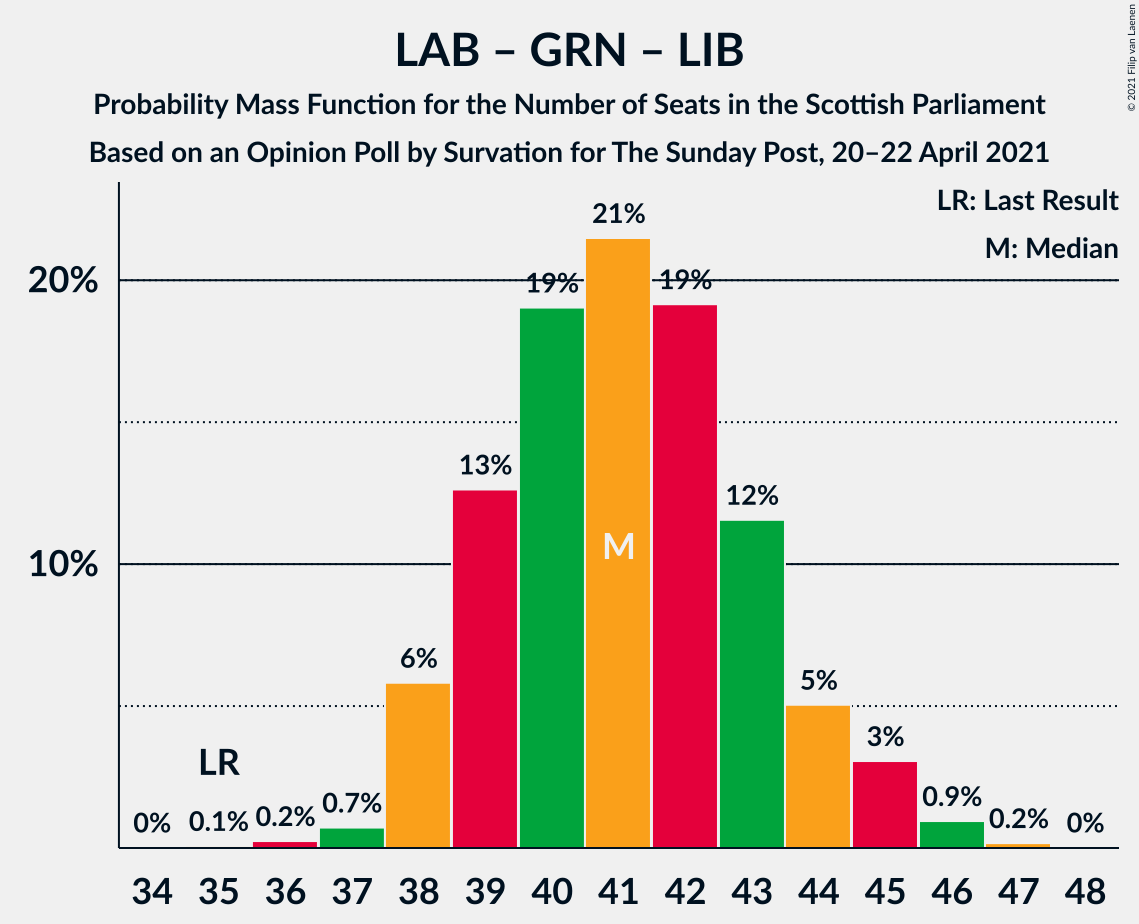 LAB – GRN – LIB
Probability Mass Function for the Number of Seats in the Scottish Parliament
Based on an Opinion Poll by Survation for The Sunday Post, 20–22 April 2021
© 2021 Filip van Laenen
LR: Last Result
M: Median
20%
10%
0%
0.1%
0.2%
0.7%
6%
13%
19%
21%
19%
12%
5%
3%
0.9%
0.2%
0%
LR
M
34 35 36 37 38 39 40 41 42 43 44 45 46 47 48